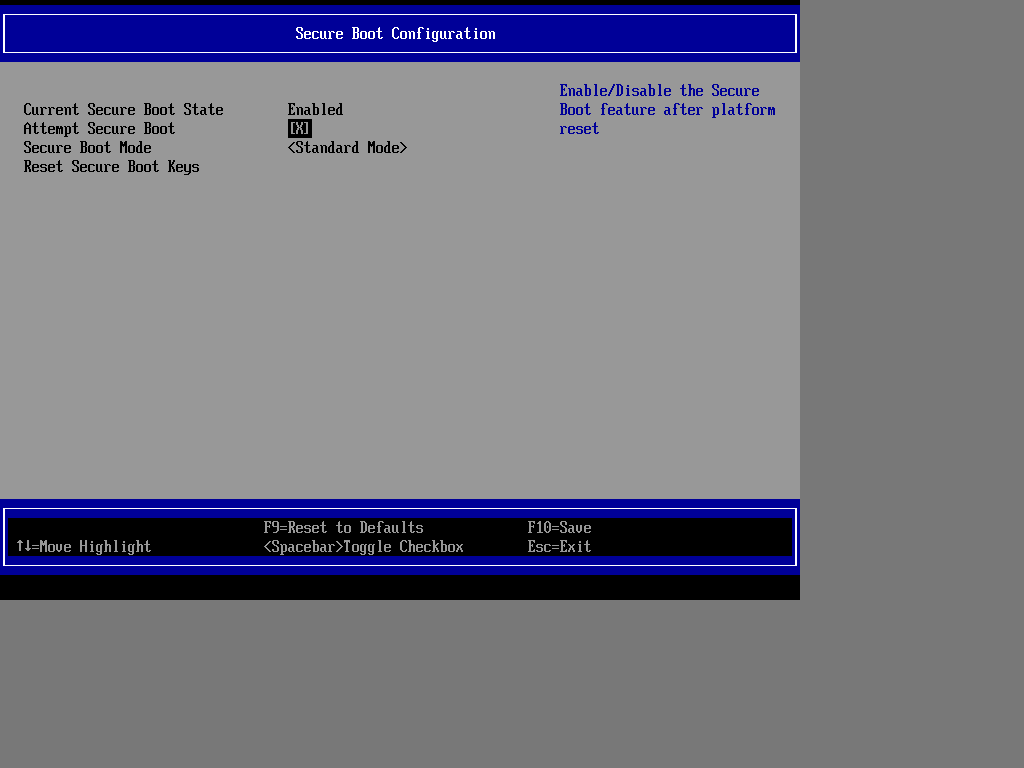 Secure Boot Configuration
Enable/Disable the Secure
Current Secure Boot State Enabled Boot feature after platform
Attempt Secure Boot [X] reset
Secure Boot Mode <Standard Mode>
Reset Secure Boot Keys
F9=Reset to Defaults F10=Save
↑↓=Move Highlight <Spacebar>Toggle Checkbox Esc=Exit